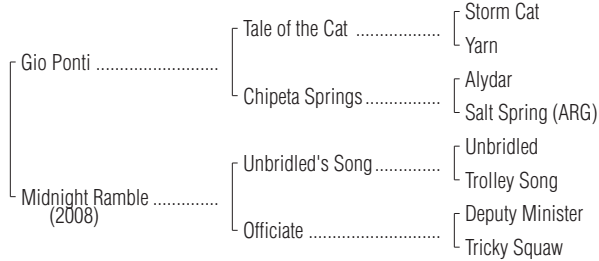 Storm Cat
Tale of the Cat ..................
Yarn
Gio Ponti ..........................
Alydar
Chipeta Springs................
Salt Spring (ARG)
Unbridled
Unbridled's Song..............
Trolley Song
Midnight Ramble ..............
(2008)
Deputy Minister
Officiate ............................
Tricky Squaw